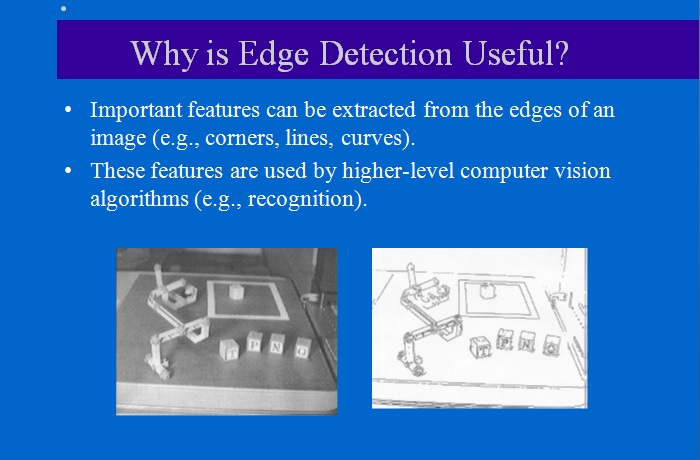 Why is Edge Detection Useful?
• Important features can be extracted from the edges of an
image (e.g., corners, lines, curves).
• These features are used by higher-level computer vision
algorithms (e.g., recognition).
T P N O
T P N O